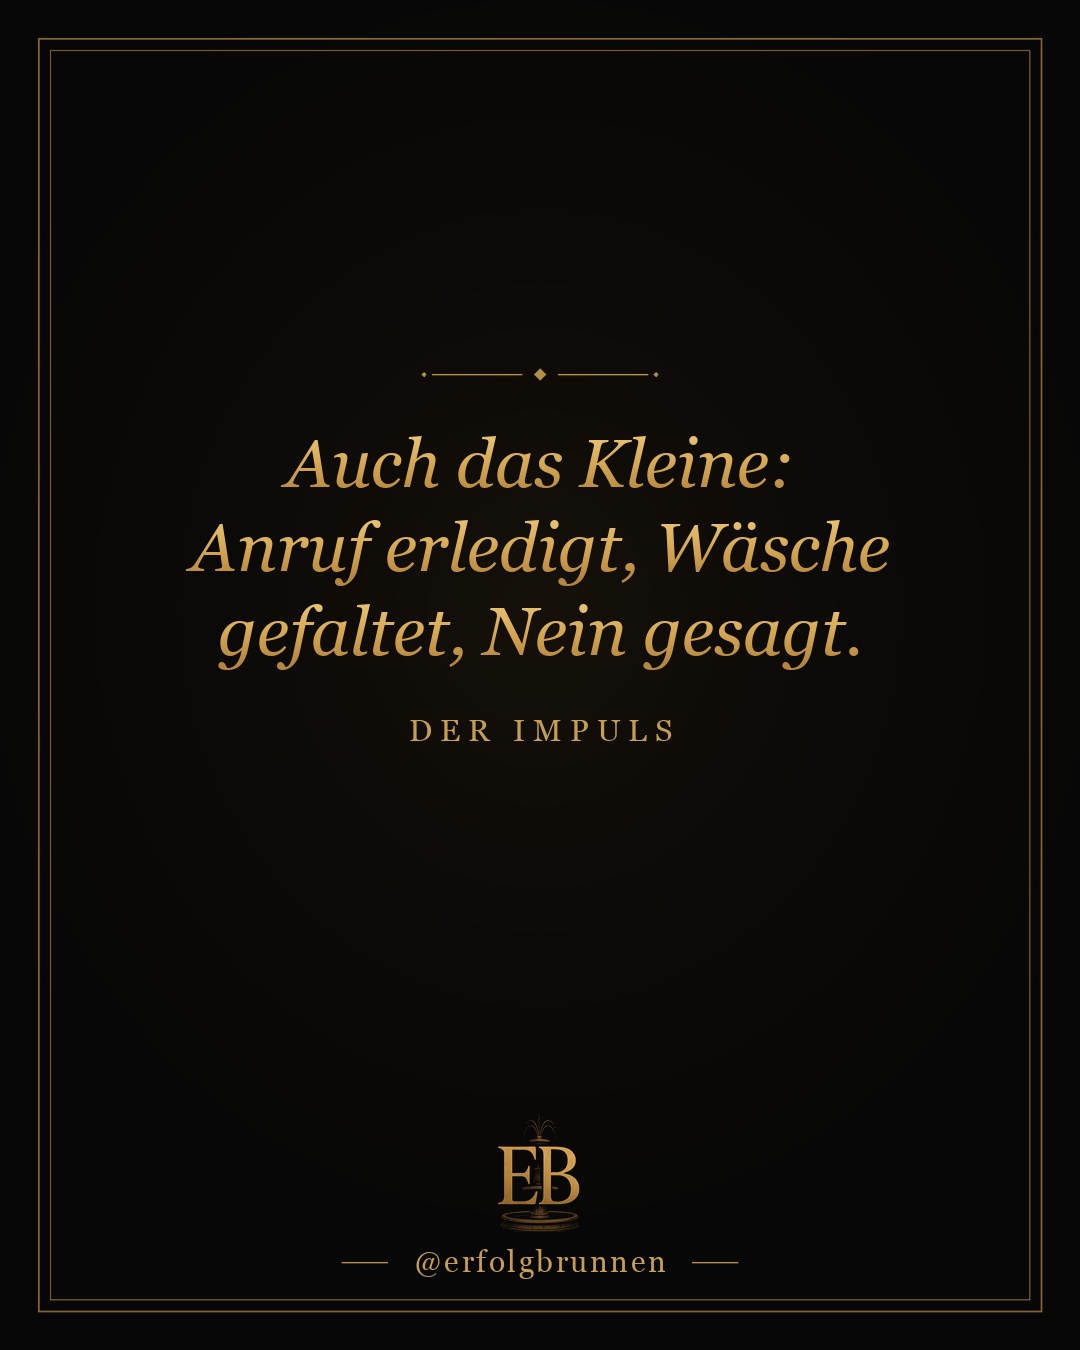 Auch das Kleine:
Anruf erledigt, Wäsche
gefaltet, Nein gesagt.
DER IMPULS
EB
@erfolgbrunnen